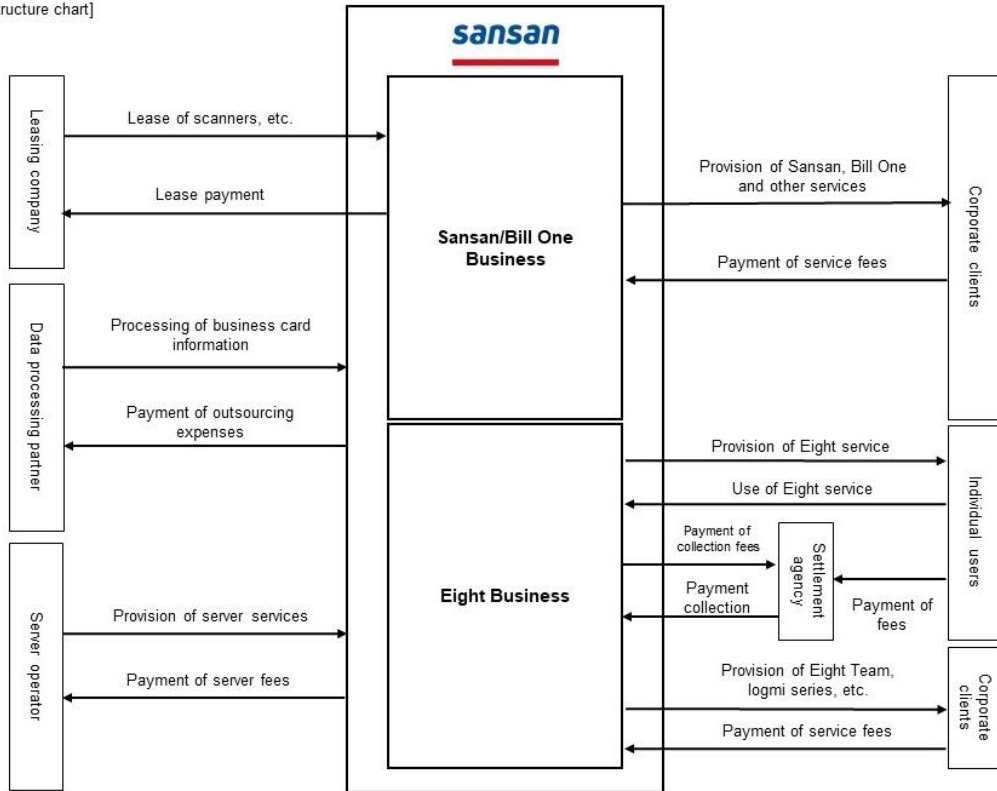 ructure chart]
sansan
Leasing company
Lease of scanners, etc.
Lease payment
Sansan/Bill One
Business
Provision of Sansan, Bill One
and other services
Payment of service fees
Corporate clients
Data processing partner
Processing of business card
information
Payment of outsourcing
expenses
Server operator
Provision of server services
Payment of server fees
Eight Business
Provision of Eight service
Use of Eight service
Individual users
Payment of
collection fees
Payment
collection
Settlement
agency
Payment of
fees
Provision of Eight Team,
logmi series, etc.
Payment of service fees
Corporate
clients